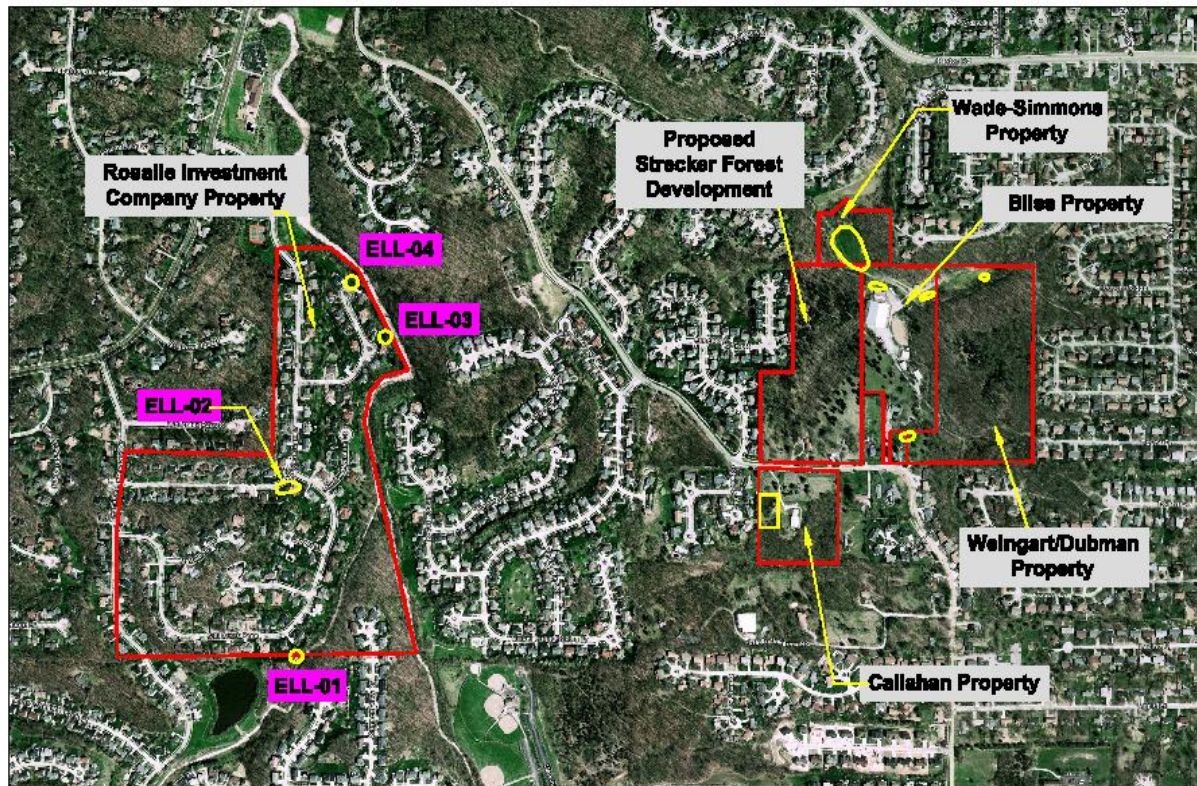 Wade-Simmons
Property
Proposed
Strecker Forest
Development
Rosalie Investment
Company Property
Bliss Property
ELL-04
ELL-03
ELL-02
Weingart/Dubman
Property
ELL-01
Callahan Property